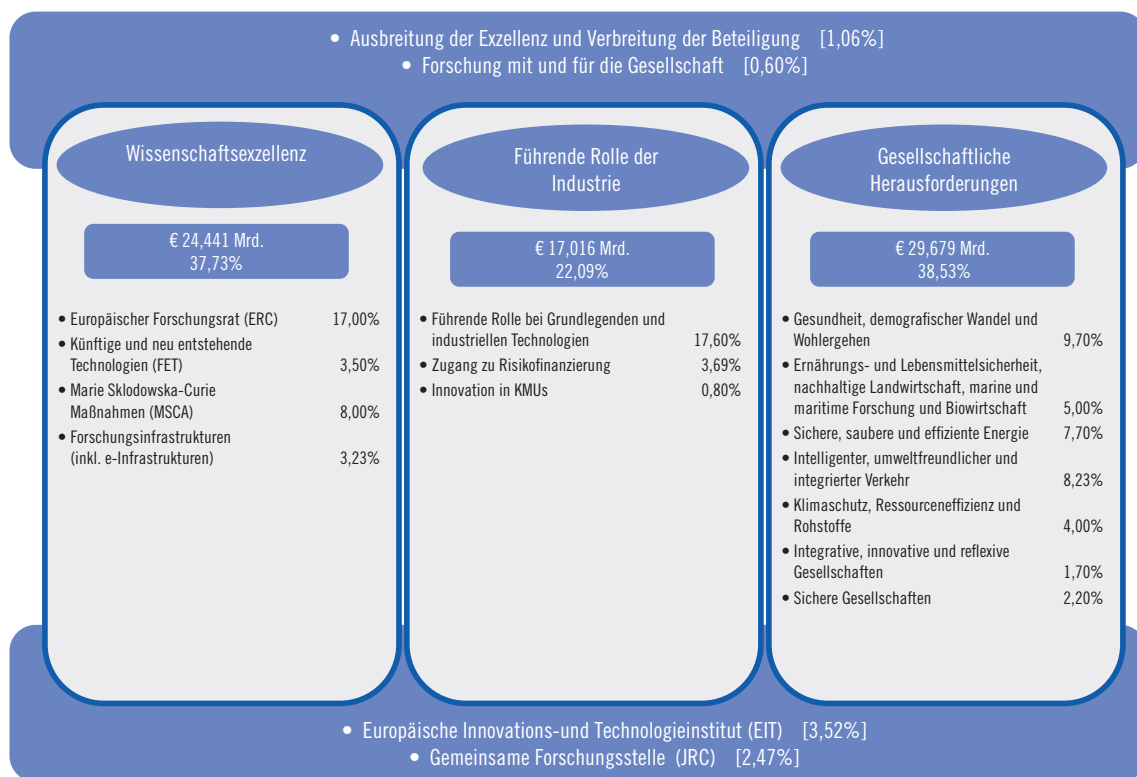 • Ausbreitung der Exzellenz und Verbreitung der Beteiligung [1,06%]
• Forschung mit und für die Gesellschaft [0,60%]
Wissenschaftsexzellenz
€ 24,441 Mrd.
37,73%
• Europäischer Forschungsrat (ERC) 17,00%
• Künftige und neu entstehende
Technologien (FET) 3,50%
• Marie Sklodowska-Curie
Maßnahmen (MSCA) 8,00%
• Forschungsinfrastrukturen
(inkl. e-Infrastrukturen) 3,23%
Führende Rolle der
Industrie
€ 17,016 Mrd.
22,09%
• Führende Rolle bei Grundlegenden und
industriellen Technologien 17,60%
• Zugang zu Risikofinanzierung 3,69%
• Innovation in KMUs 0,80%
Gesellschaftliche
Herausforderungen
€ 29,679 Mrd.
38,53%
• Gesundheit, demografischer Wandel und
Wohlergehen 9,70%
• Ernährungs- und Lebensmittelsicherheit,
nachhaltige Landwirtschaft, marine und
maritime Forschung und Biowirtschaft 5,00%
• Sichere, saubere und effiziente Energie 7,70%
• Intelligenter, umweltfreundlicher und
integrierter Verkehr 8,23%
• Klimaschutz, Ressourceneffizienz und
Rohstoffe 4,00%
• Integrative, innovative und reflexive
Gesellschaften 1,70%
• Sichere Gesellschaften 2,20%
• Europäische Innovations-und Technologieinstitut (EIT) [3,52%]
• Gemeinsame Forschungsstelle (JRC) [2,47%]